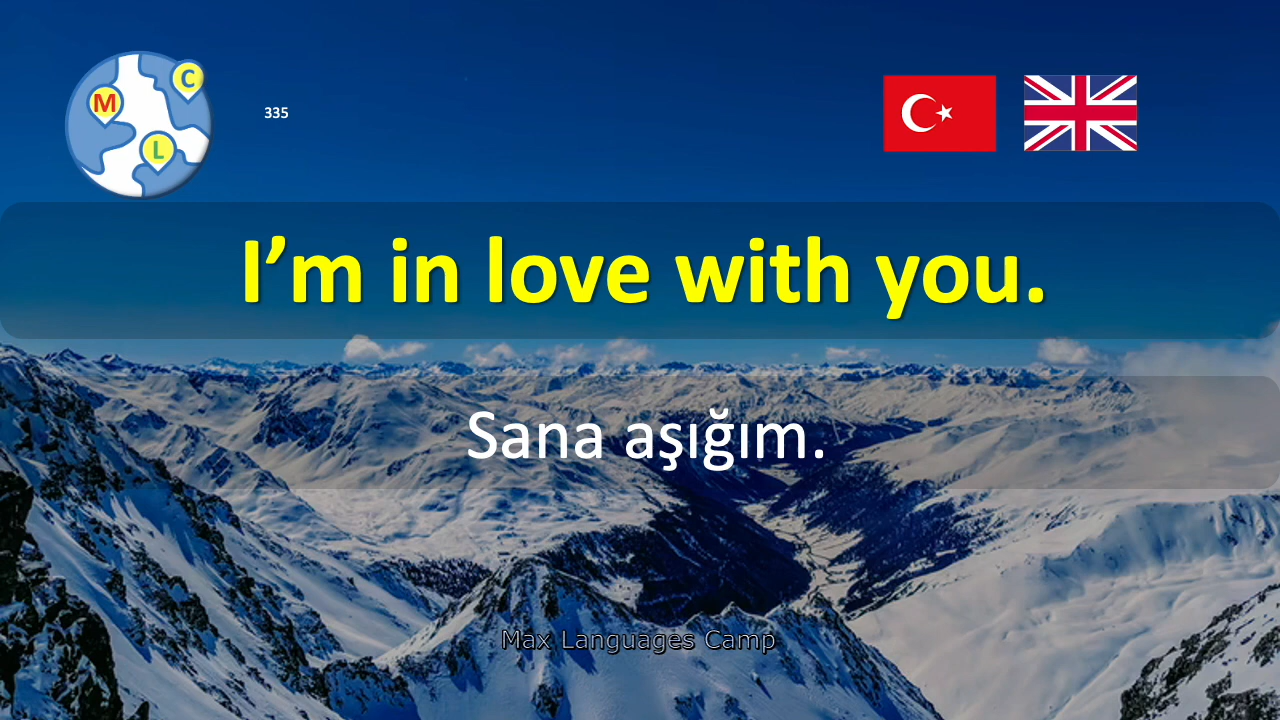 M
C
L
335
I’m in love with you.
Sana aşığım.
Max Languages Camp